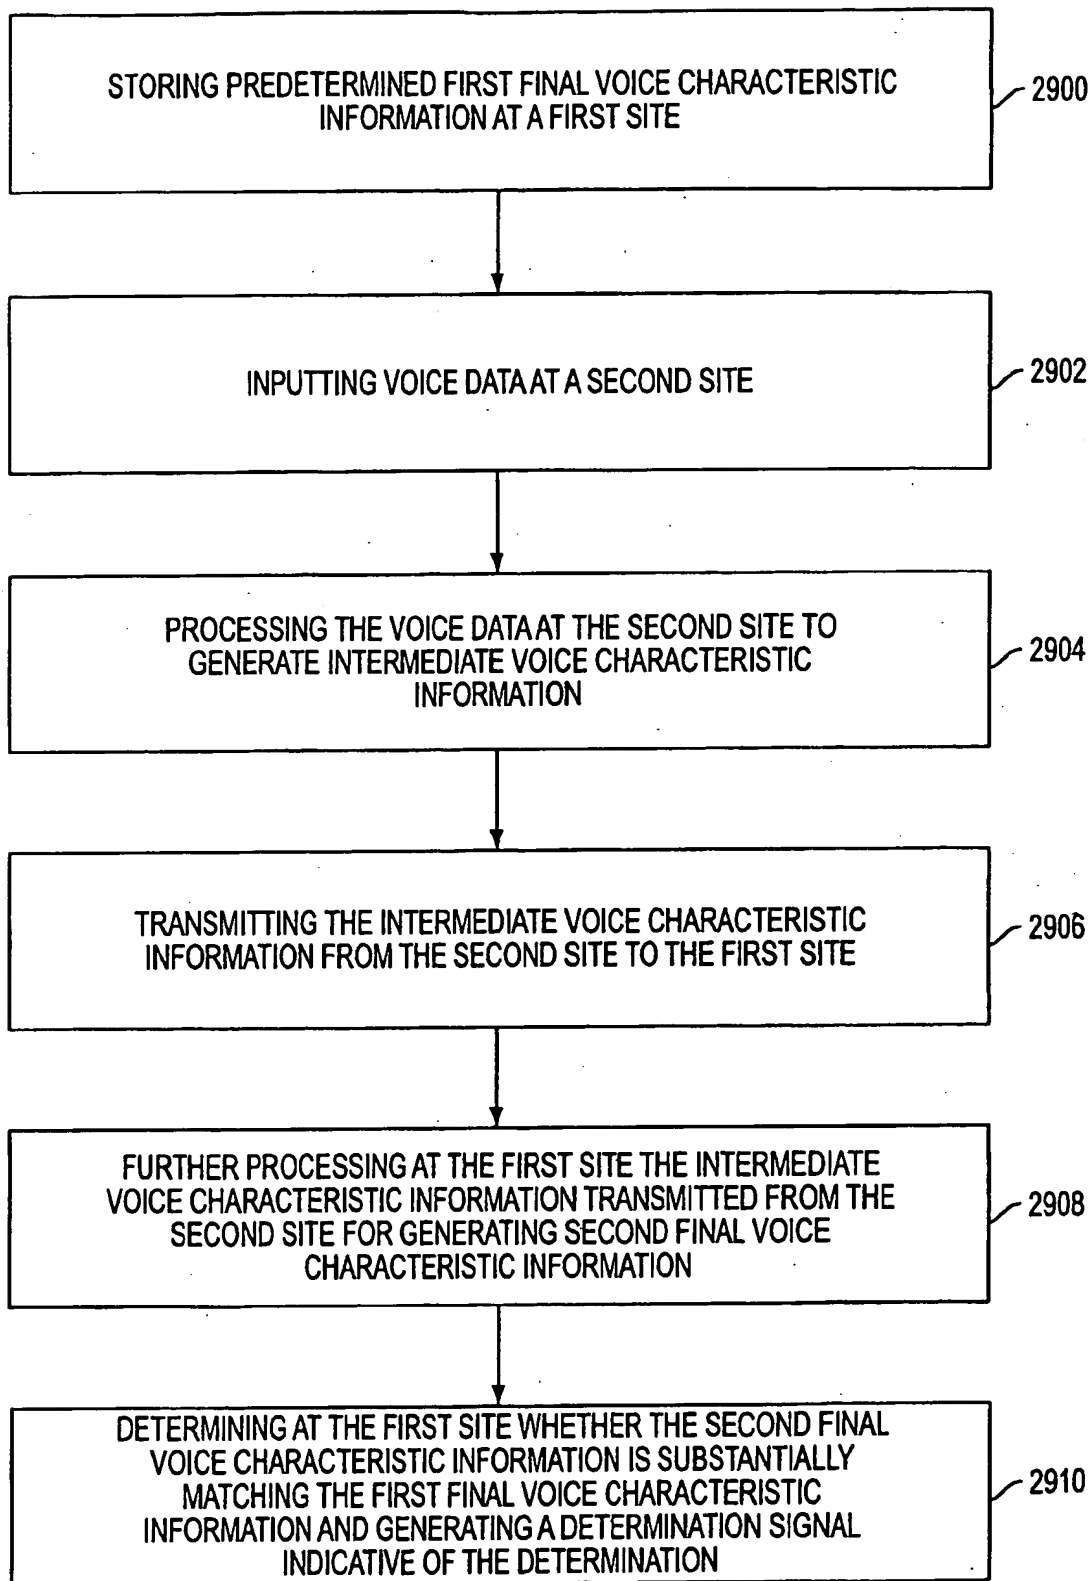 STORING PREDETERMINED FIRST FINAL VOICE CHARACTERISTIC
INFORMATION AT A FIRST SITE
2900
INPUTTING VOICE DATA AT A SECOND SITE
2902
PROCESSING THE VOICE DATA AT THE SECOND SITE TO
GENERATE INTERMEDIATE VOICE CHARACTERISTIC
INFORMATION
2904
TRANSMITTING THE INTERMEDIATE VOICE CHARACTERISTIC
INFORMATION FROM THE SECOND SITE TO THE FIRST SITE
2906
FURTHER PROCESSING AT THE FIRST SITE THE INTERMEDIATE
VOICE CHARACTERISTIC INFORMATION TRANSMITTED FROM THE
SECOND SITE FOR GENERATING SECOND FINAL VOICE
CHARACTERISTIC INFORMATION
2908
DETERMINING AT THE FIRST SITE WHETHER THE SECOND FINAL
VOICE CHARACTERISTIC INFORMATION IS SUBSTANTIALLY
MATCHING THE FIRST FINAL VOICE CHARACTERISTIC
INFORMATION AND GENERATING A DETERMINATION SIGNAL
INDICATIVE OF THE DETERMINATION
2910